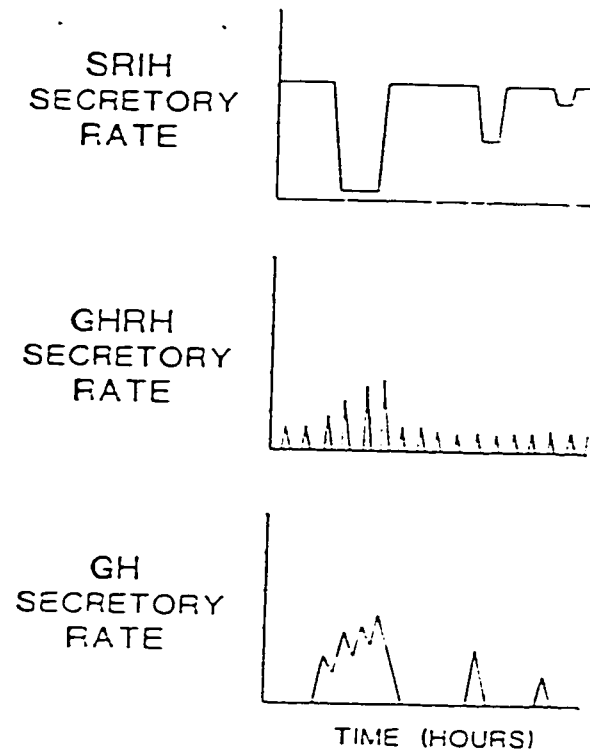 SRIH
SECRETORY
RATE
GHRH
SECRETORY
RATE
GH
SECRETORY
RATE
TIME (HOURS)